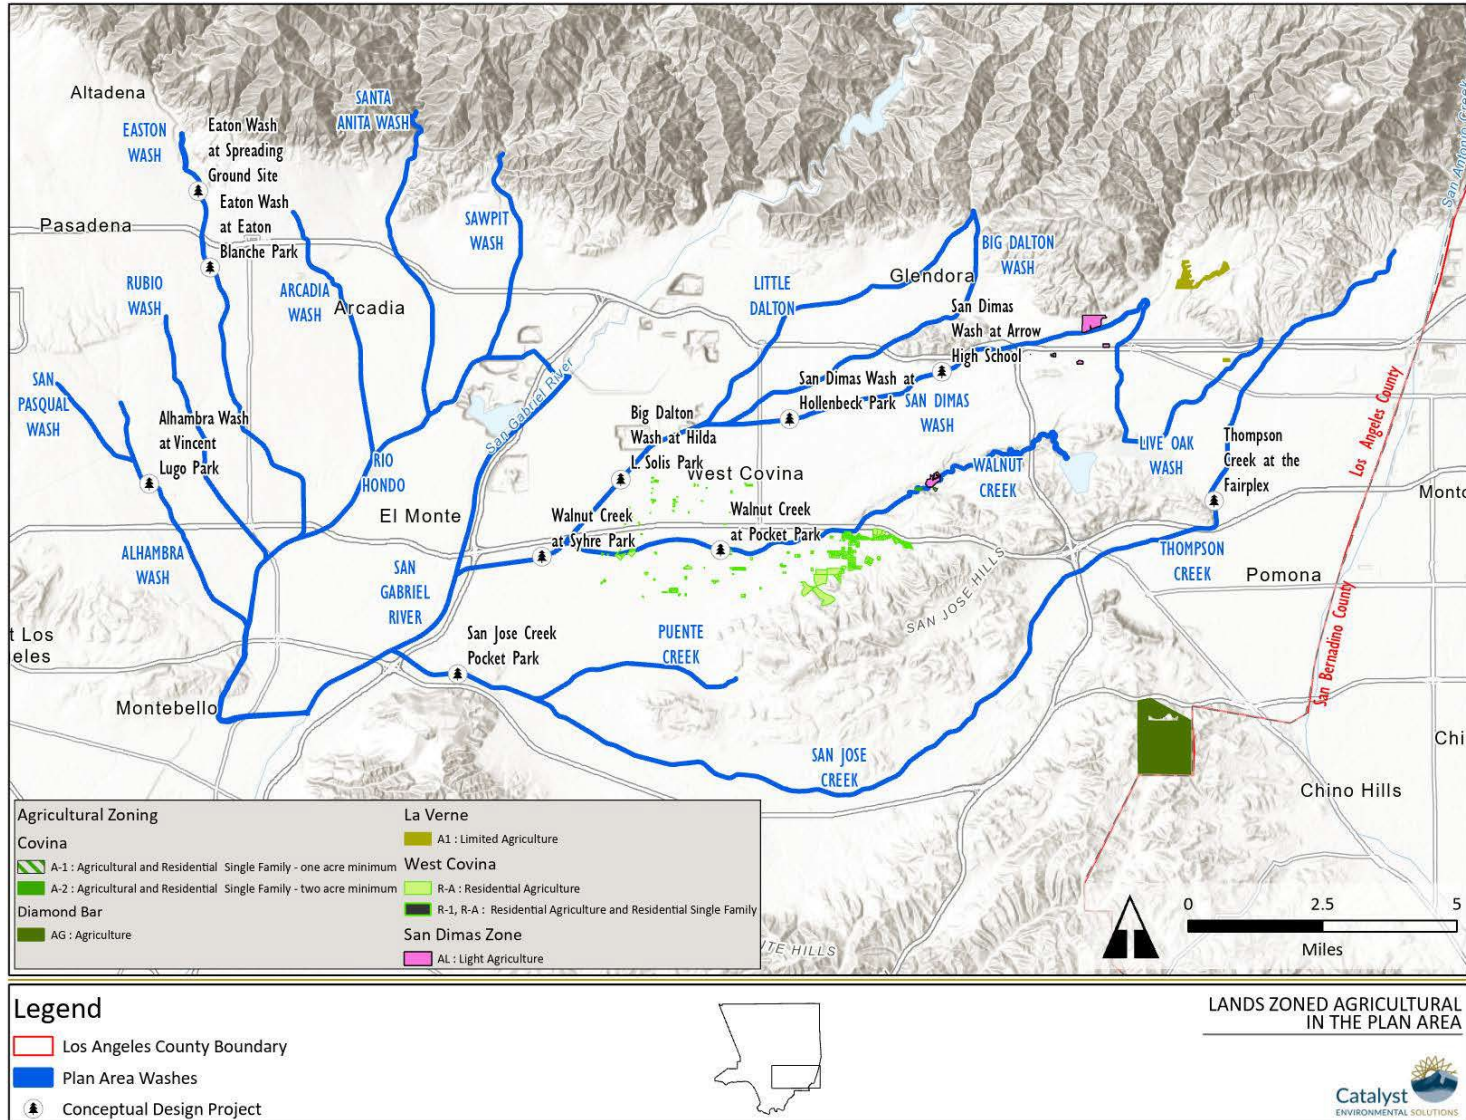 Altadena
EASTON
WASH
Eaton Wash
at Spreading
Ground Site
SANTA
ANITA WASH
San Antonio Creek
Eaton Wash
at Eaton
Blanche Park
Pasadena
SAWPIT
WASH
BIG DALTON
WASH
Glendora
RUBIO
WASH
ARCADIA
WASH
Arcadia
LITTLE
DALTON
San Dimas
Wash at Arrow
High School
SAN
PASQUAL
WASH
San Gabriel River
San Dimas Wash at
Hollenbeck Park
SAN DIMAS
WASH
Los Angeles County
Alhambra Wash
at Vincent
Lugo Park
Big Dalton
Wash at Hilda
L. Solis Park
LIVE OAK
WASH
Thompson
Creek at the
Fairplex
RIO
HONDO
West Covina
WALNUT
CREEK
Montc
El Monte
Walnut Creek
at Syhre Park
Walnut Creek
at Pocket Park
ALHAMBRA
WASH
SAN
GABRIEL
RIVER
SAN JOSE HILLS
THOMPSON
CREEK
Pomona
San Bernadino County
t Los
eles
San Jose Creek
Pocket Park
PUENTE
CREEK
Montebello
SAN JOSE
CREEK
Chi
Chino Hills
Agricultural Zoning
Covina
A-1 : Agricultural and Residential Single Family - one acre minimum
A-2 : Agricultural and Residential Single Family - two acre minimum
Diamond Bar
AG : Agriculture
La Verne
A1 : Limited Agriculture
West Covina
R-A : Residential Agriculture
R-1, R-A : Residential Agriculture and Residential Single Family
San Dimas Zone
AL : Light Agriculture
NTE HILLS
0 2.5 5
Miles
Legend
Los Angeles County Boundary
Plan Area Washes
Conceptual Design Project
LANDS ZONED AGRICULTURAL
IN THE PLAN AREA
Catalyst
ENVIRONMENTAL SOLUTIONS